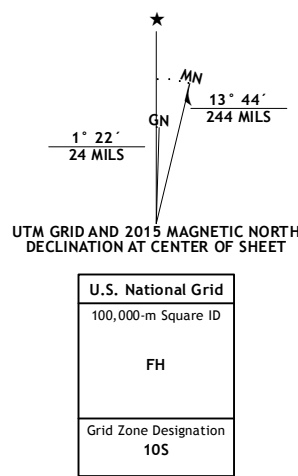 ★
MN
GN
13° 44´
244 MILS
1° 22´
24 MILS
UTM GRID AND 2015 MAGNETIC NORTH
DECLINATION AT CENTER OF SHEET
U.S. National Grid
100,000-m Square ID
FH
Grid Zone Designation
10S